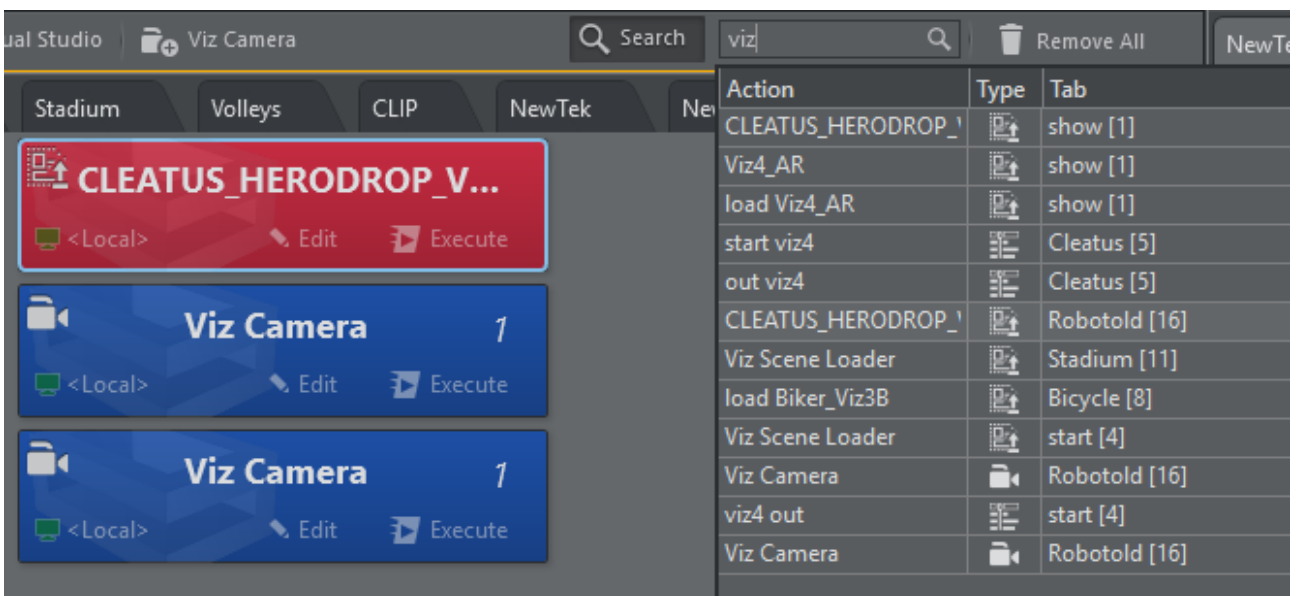 ual Studio Viz Camera Search viz Remove All NewTe
Stadium Volleys CLIP NewTek Ne
Action Type Tab
CLEATUS_HERODROP_V...
<Local> Edit Execute
Viz Camera 1
<Local> Edit Execute
Viz Camera 1
<Local> Edit Execute
CLEATUS_HERODROP_ show [1]
Viz4_AR show [1]
load Viz4_AR show [1]
start viz4 Cleatus [5]
out viz4 Cleatus [5]
CLEATUS_HERODROP_ Robotold [16]
Viz Scene Loader Stadium [11]
load Biker_Viz3B Bicycle [8]
Viz Scene Loader start [4]
Viz Camera Robotold [16]
viz4 out start [4]
Viz Camera Robotold [16]